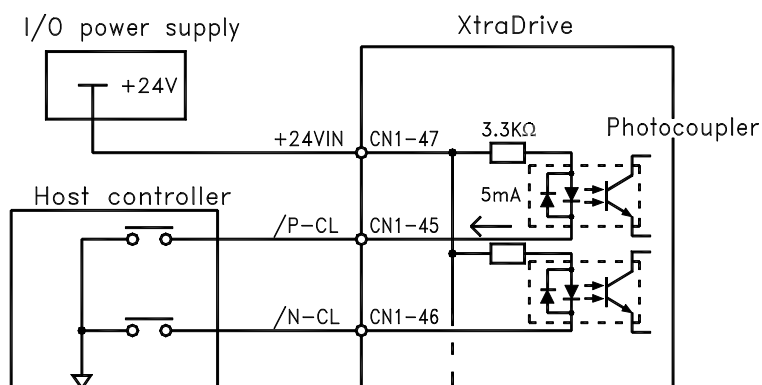 I/O power supply
XtraDrive
+24V
+24VIN
CN1-47
3.3KΩ
Photocoupler
Host controller
5mA
/P-CL
CN1-45
/N-CL
CN1-46